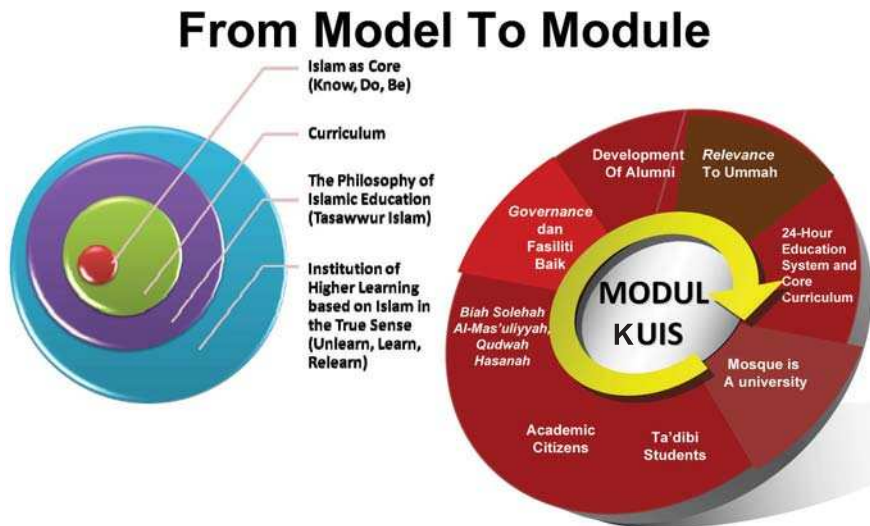 From Model To Module
Islam as Core
(Know, Do, Be)
Curriculum
The Philosophy of
Islamic Education
(Tasawwur Islam)
Institution of
Higher Learning
based on Islam in
the True Sense
(Unlearn, Learn,
Relearn)
Development
Of Alumni
Relevance
To Ummah
Governance
dan
Fasiliti
Baik
24-Hour
Education
System and
Core
Curriculum
MODUL
KUIS
Biah Solehah
Al-Mas'uliyyah,
Qudwah
Hasanah
Mosque is
A university
Academic
Citizens
Ta'dibi
Students